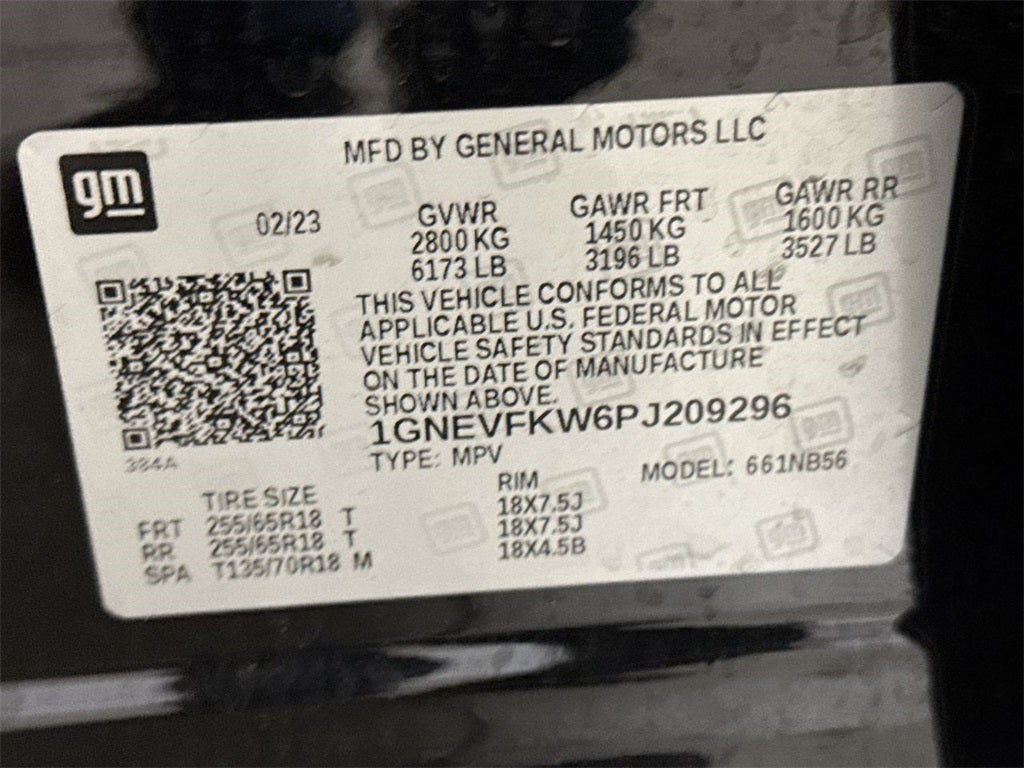 MFD BY GENERAL MOTORS LLC
gm
02/23
GVWR GAWR FRT GAWR RR
2800 KG 1450 KG 1600 KG
6173 LB 3196 LB 3527 LB
THIS VEHICLE CONFORMS TO ALL
APPLICABLE U.S. FEDERAL MOTOR
VEHICLE SAFETY STANDARDS IN EFFECT
ON THE DATE OF MANUFACTURE
SHOWN ABOVE.
1GNEVFKW6PJ209296
384A
TYPE: MPV MODEL: 661NB56
TIRE SIZE RIM
FRT 255/65R18 T 18X7.5J
RR 255/65R18 T 18X7.5J
SPA T135/70R18 M 18X4.5B